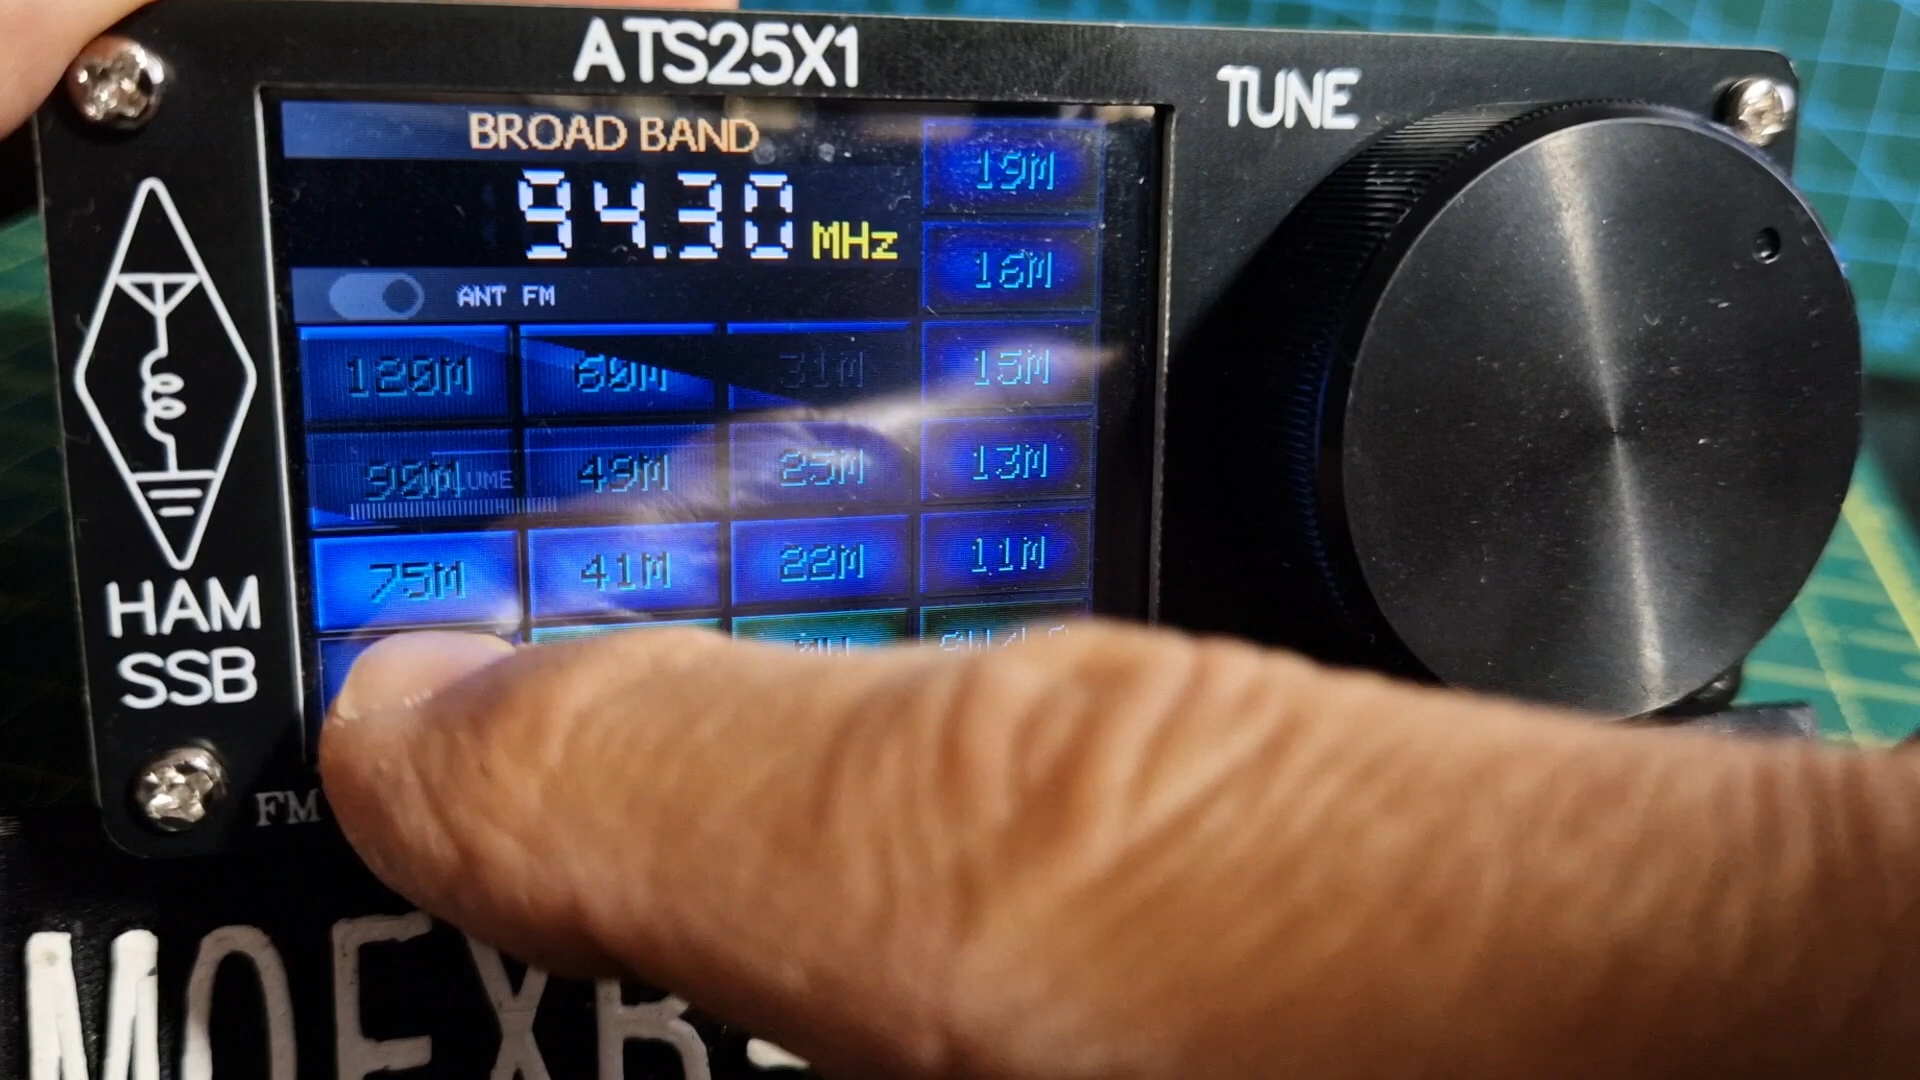 ATS25X1
TUNE
BROAD BAND
94.30 MHz
ANT FM
19M
16M
120M 60M 31M 15M
90M 49M 25M 13M
75M 41M 22M 11M
HAM
SSB
FM